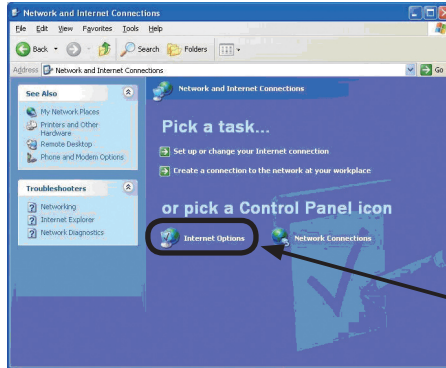 Network and Internet Connections
File Edit View Favorites Tools Help
Back Search Folders
Address Network and Internet Connections Go
See Also
My Network Places
Printers and Other
Hardware
Remote Desktop
Phone and Modem Options
Troubleshooters
Networking
Internet Explorer
Network Diagnostics
Network and Internet Connections
Pick a task...
Set up or change your Internet connection
Create a connection to the network at your workplace
or pick a Control Panel icon
Internet Options Network Connections